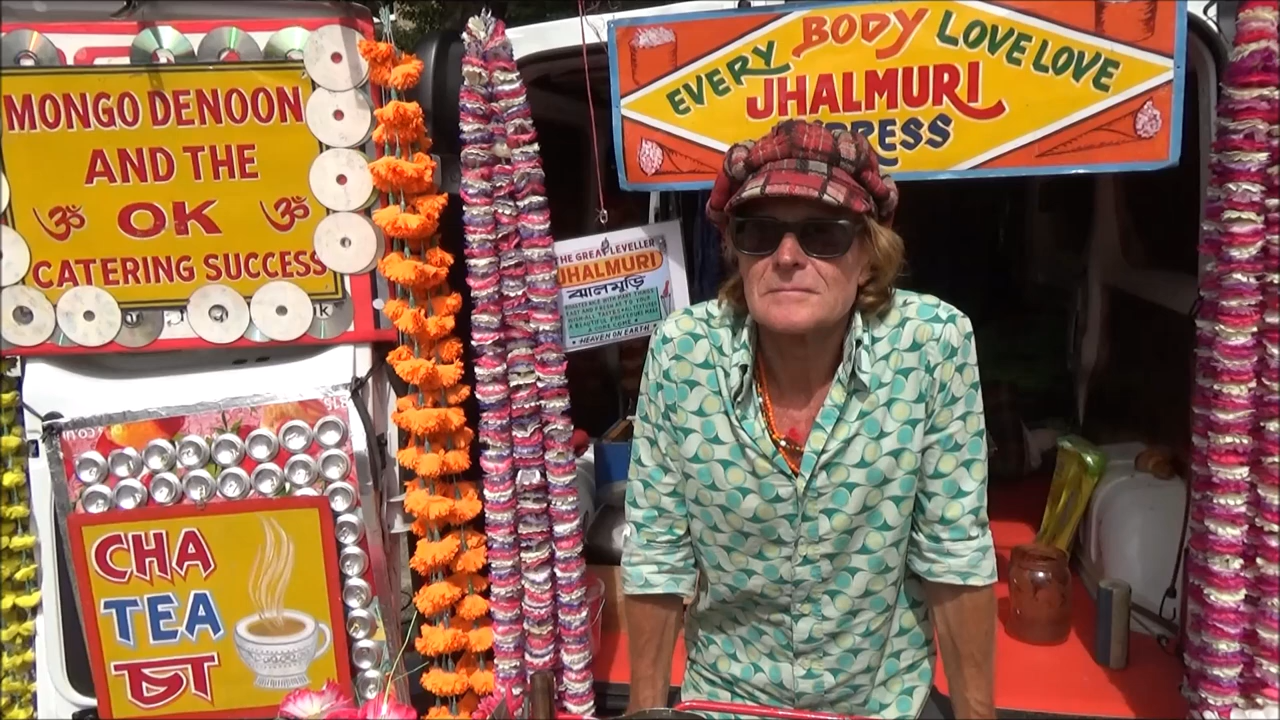 MONGO DENOON
AND THE
ॐ OK ॐ
CATERING SUCCESS
CHA
TEA
চা
EVERY BODY LOVE LOVE
JHALMURI
THE GREAT LEVELLER
JHALMURI
ঝালমুড়ি
HEAVEN ON EARTH